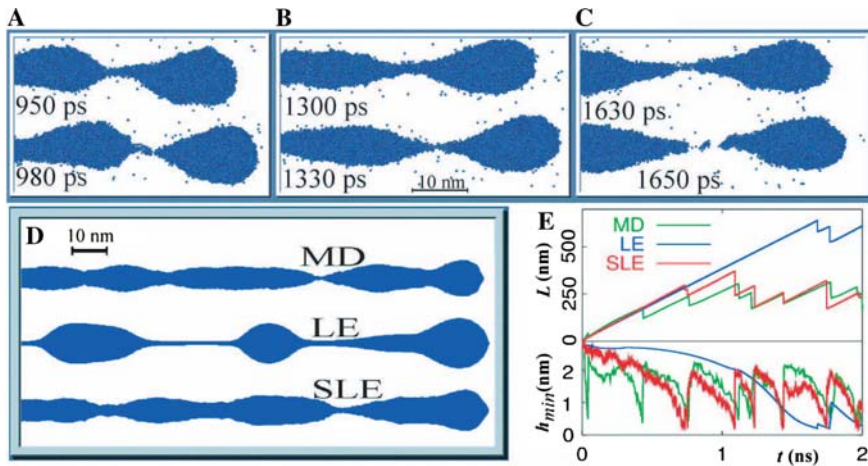 A
950 ps
980 ps
B
1300 ps
1330 ps
10 nm
C
1630 ps
1650 ps
D
10 nm
MD
LE
SLE
E
MD
LE
SLE
L (nm)
500
250
0
h_min(nm)
2
1
0
0
1
2
t (ns)